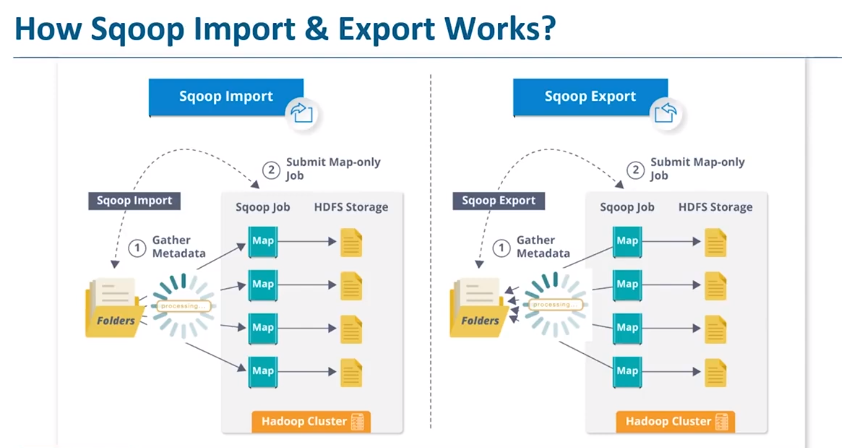 How Sqoop Import & Export Works?
Sqoop Import
2 Submit Map-only
Job
Sqoop Import
Sqoop Job HDFS Storage
1 Gather
Metadata
Map
Map
Map
Map
processing...
Folders
Hadoop Cluster
Sqoop Export
2 Submit Map-only
Job
Sqoop Export
Sqoop Job HDFS Storage
1 Gather
Metadata
Map
Map
Map
Map
processing...
Folders
Hadoop Cluster